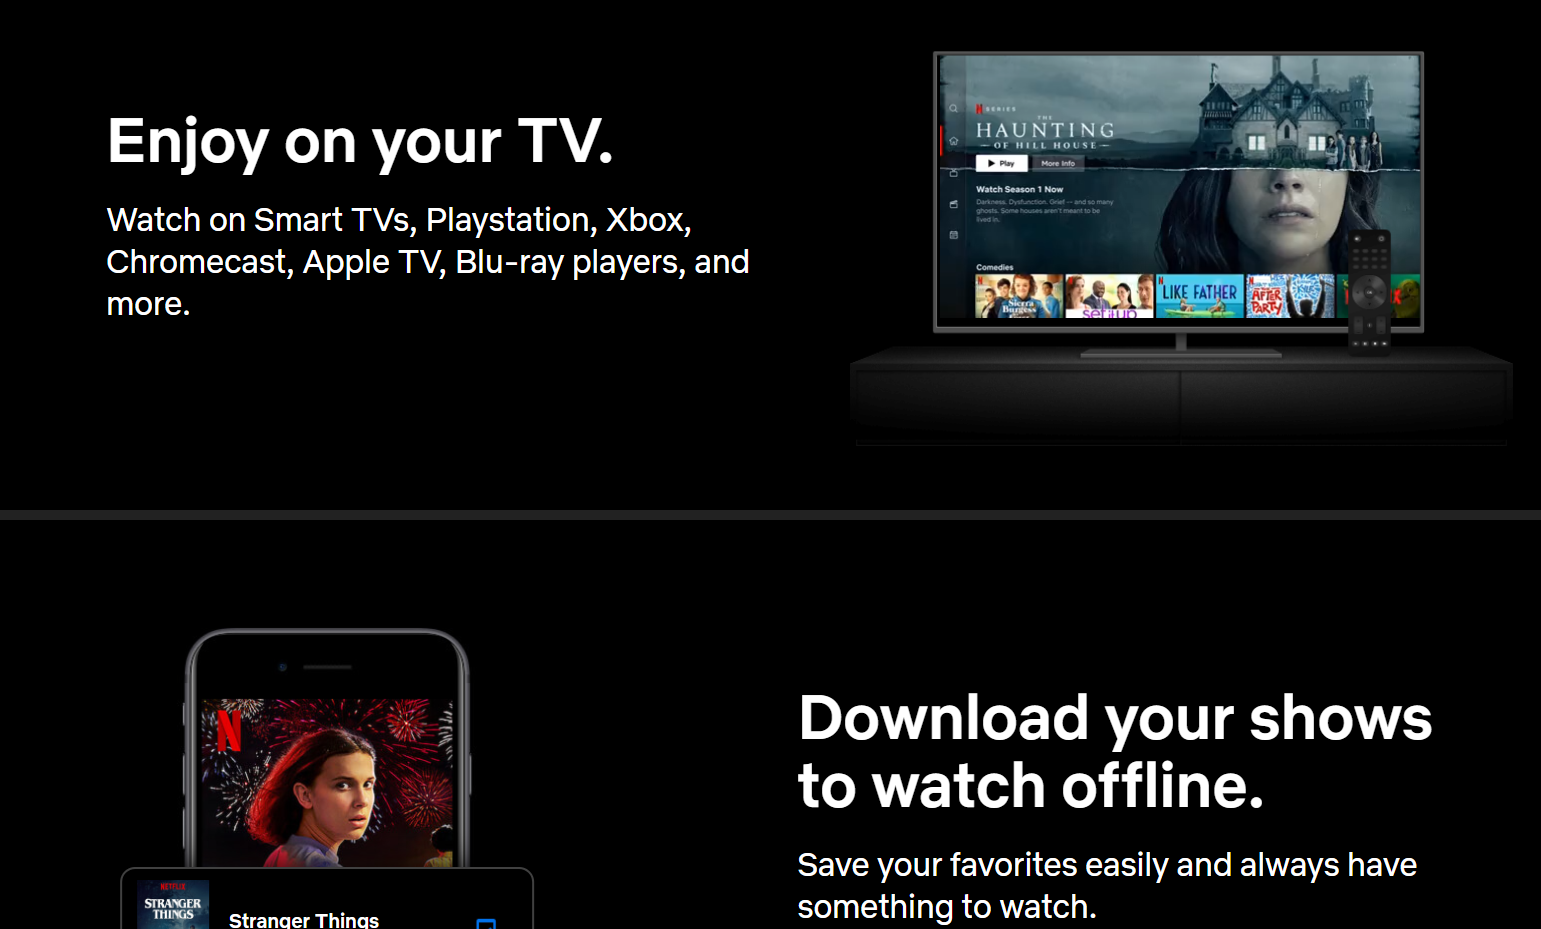 Enjoy on your TV.
Watch on Smart TVs, Playstation, Xbox,
Chromecast, Apple TV, Blu-ray players, and
more.
N SERIES
THE
HAUNTING
OF HILL HOUSE
Play More Info
Watch Season 1 Now
Darkness. Dysfunction. Grief — and so many
ghosts. Some houses aren't meant to be
lived in.
Comedies
Sierra
Burgess
set it up
LIKE FATHER
AFTER
PARTY
N
Download your shows
to watch offline.
Save your favorites easily and always have
something to watch.
NETFLIX
STRANGER
THINGS
Stranger Things